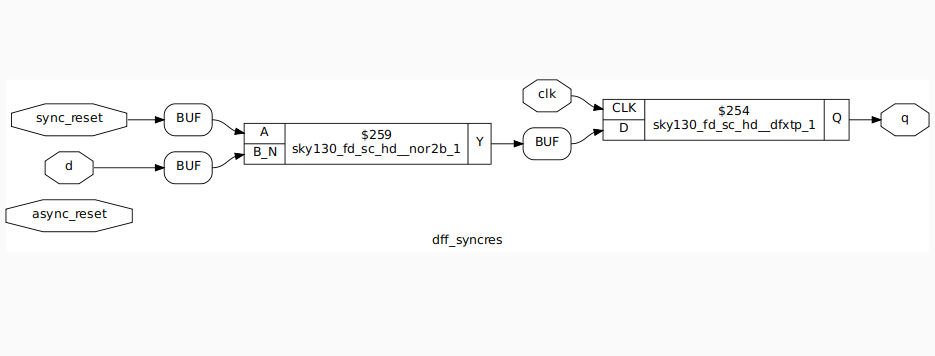 sync_reset
BUF
d
BUF
async_reset
A
B_N
$259
sky130_fd_sc_hd__nor2b_1
Y
clk
BUF
CLK
D
$254
sky130_fd_sc_hd__dfxtp_1
Q
q
dff_syncres